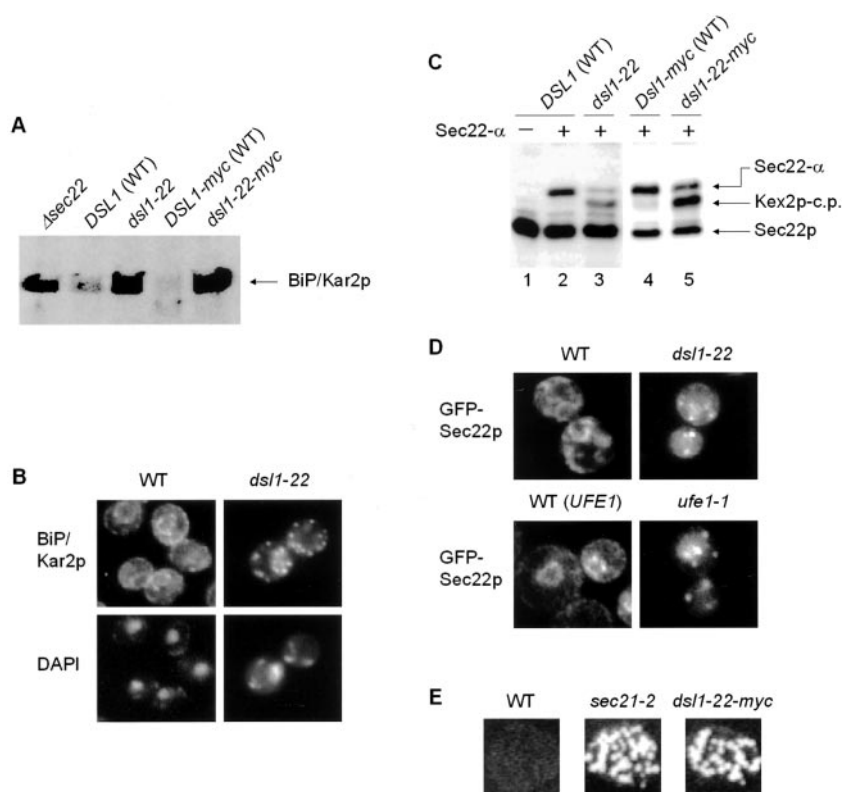 A
Δsec22
DSL1 (WT)
dsl1-22
DSL1-myc (WT)
dsl1-22-myc
BiP/Kar2p
B
WT dsl1-22
BiP/
Kar2p
DAPI
C
DSL1 (WT)
dsl1-22
Dsl1-myc (WT)
dsl1-22-myc
Sec22-α – + + + +
Sec22-α
Kex2p-c.p.
Sec22p
1 2 3 4 5
D
WT dsl1-22
GFP-
Sec22p
WT (UFE1) ufe1-1
GFP-
Sec22p
E
WT sec21-2 dsl1-22-myc